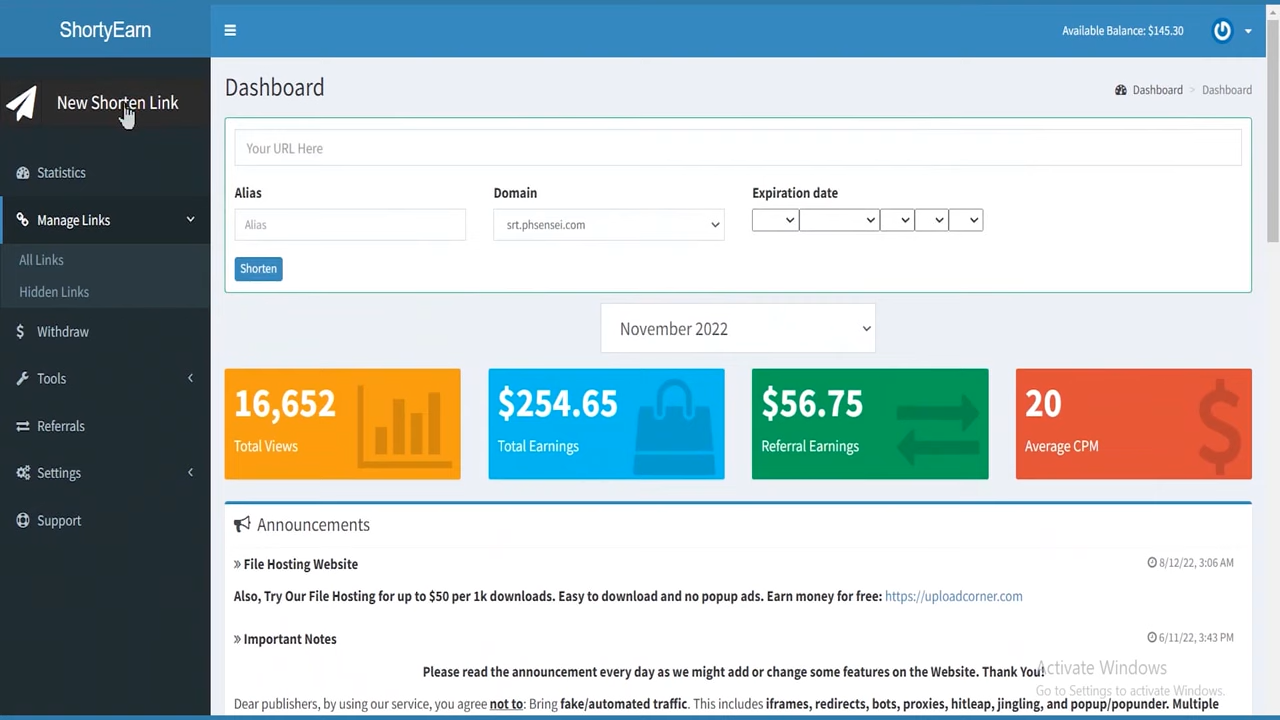 ShortyEarn
Available Balance: $145.30
New Shorten Link
Statistics
Manage Links
All Links
Hidden Links
Withdraw
Tools
Referrals
Settings
Support
Dashboard
Dashboard > Dashboard
Your URL Here
Alias
Domain
Expiration date
Alias
srt.phsensei.com
Shorten
November 2022
16,652
Total Views
$254.65
Total Earnings
$56.75
Referral Earnings
20
Average CPM
Announcements
» File Hosting Website
8/12/22, 3:06 AM
Also, Try Our File Hosting for up to $50 per 1k downloads. Easy to download and no popup ads. Earn money for free: https://uploadcorner.com
» Important Notes
6/11/22, 3:43 PM
Please read the announcement every day as we might add or change some features on the Website. Thank You!
Dear publishers, by using our service, you agree not to: Bring fake/automated traffic. This includes iframes, redirects, bots, proxies, hitleap, jingling, and popup/popunder. Multiple
Activate Windows
Go to Settings to activate Windows.